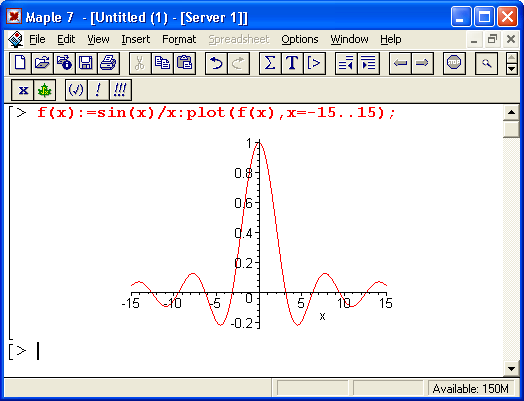 Maple 7 - [Untitled (1) - [Server 1]]
File Edit View Insert Format Spreadsheet Options Window Help
Σ T [>
x (√) ! !!!
[> f(x):=sin(x)/x:plot(f(x),x=-15..15);
1
0.8
0.6
0.4
0.2
-15 -10 -5 0 5 10 15
x
-0.2
[>
Available: 150M